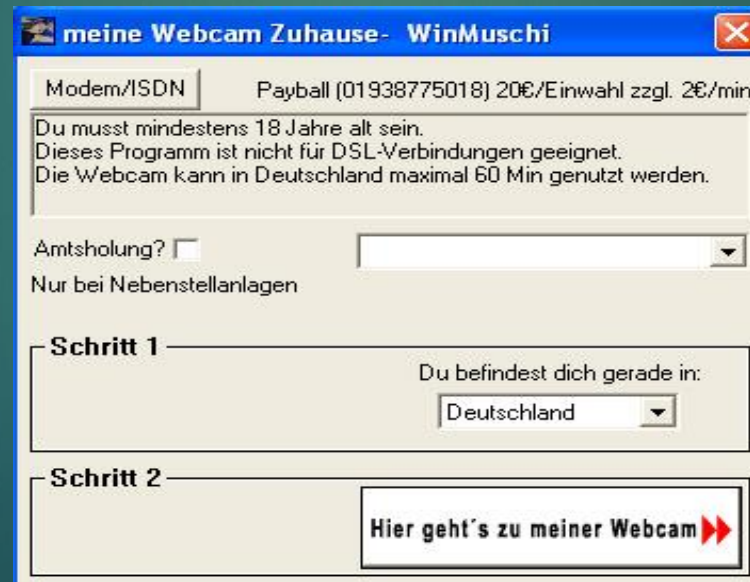 meine Webcam Zuhause- WinMuschi
Modem/ISDN
Payball (01938775018) 20€/Einwahl zzgl. 2€/min
Du musst mindestens 18 Jahre alt sein.
Dieses Programm ist nicht für DSL-Verbindungen geeignet.
Die Webcam kann in Deutschland maximal 60 Min genutzt werden.
Amtsholung?
Nur bei Nebenstellanlagen
Schritt 1
Du befindest dich gerade in:
Deutschland
Schritt 2
Hier geht´s zu meiner Webcam